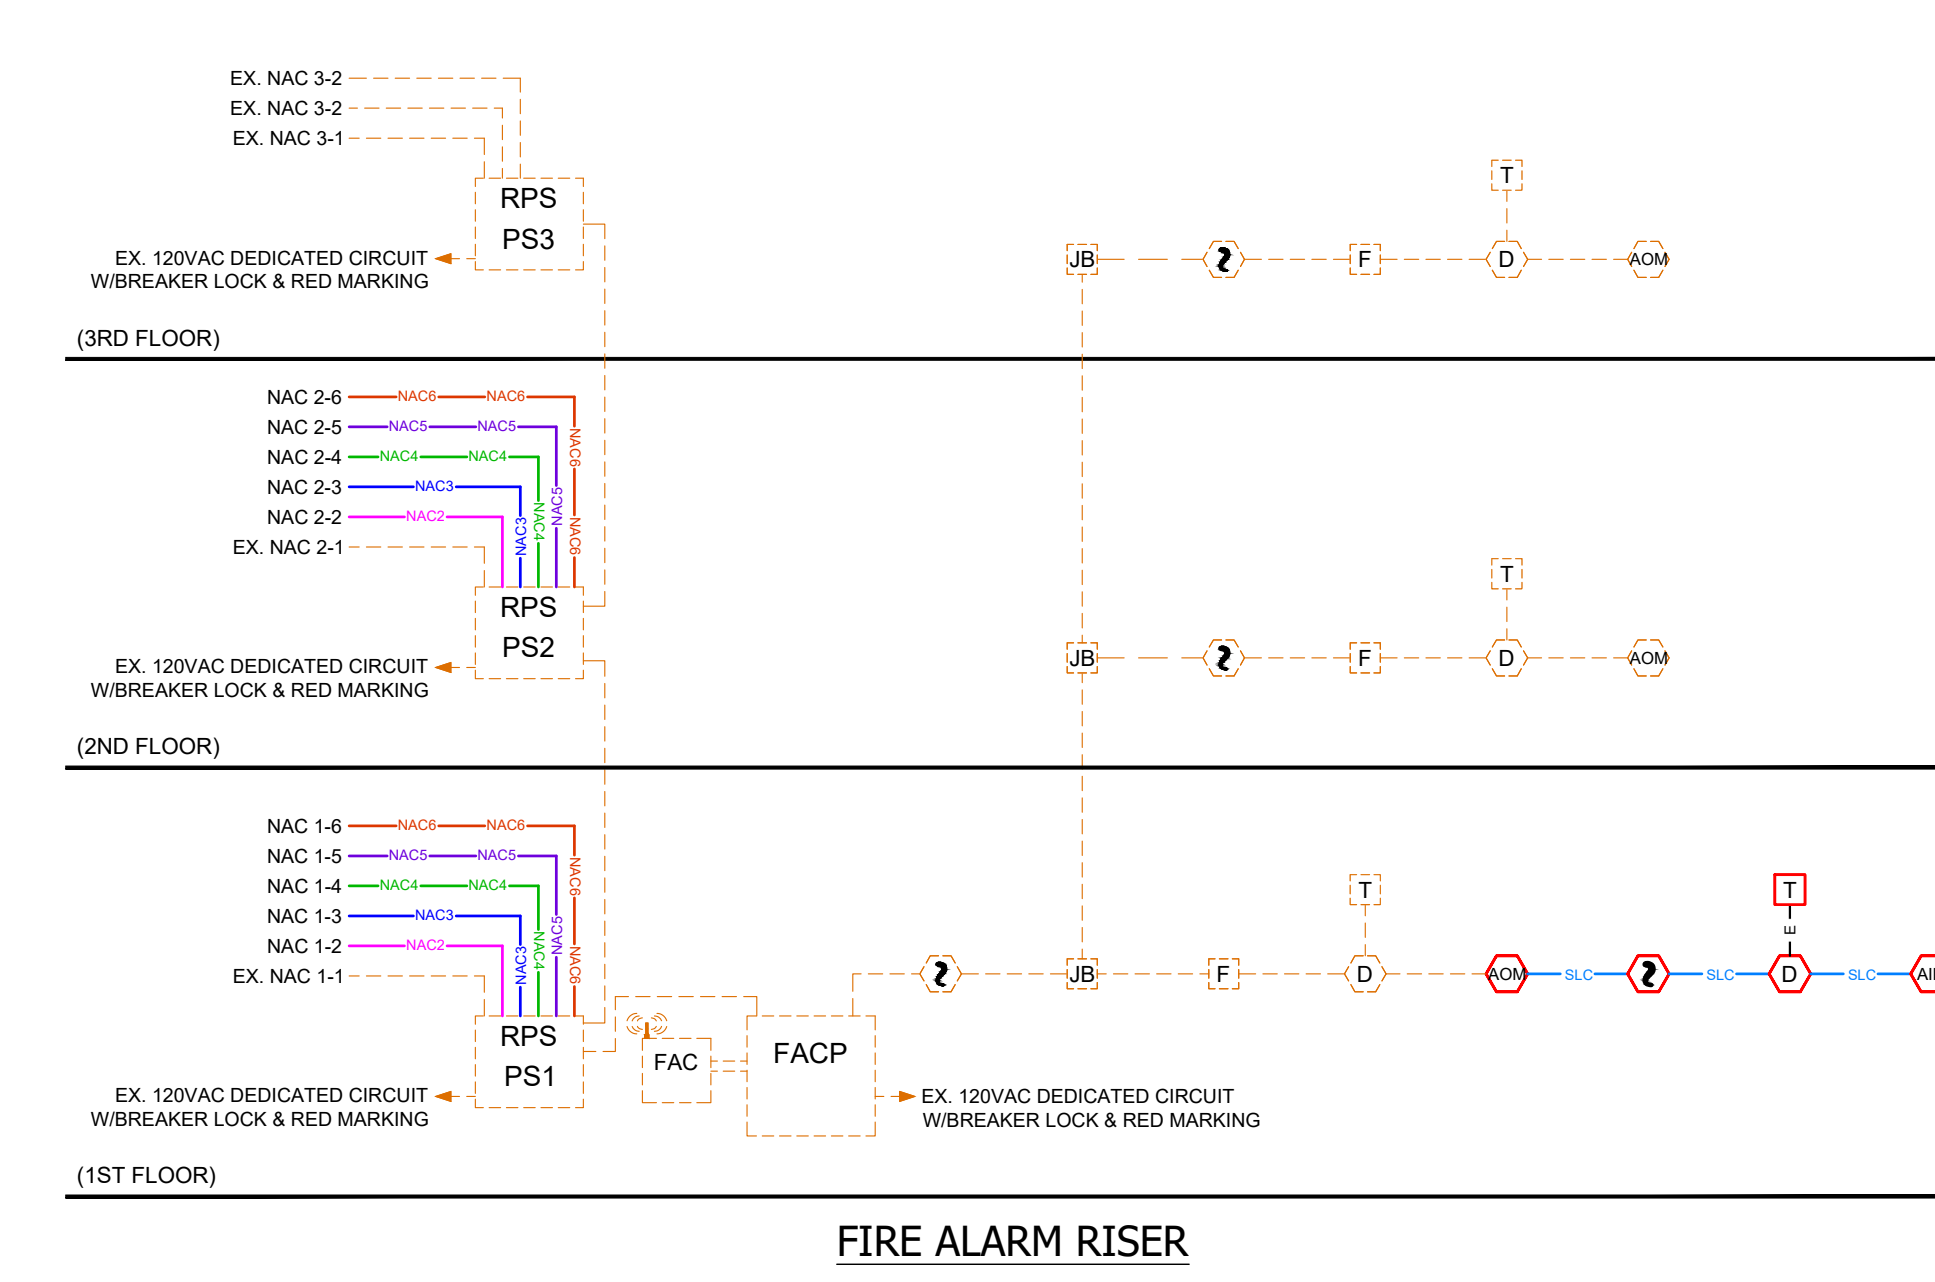 EX. NAC 3-2
EX. NAC 3-2
EX. NAC 3-1
RPS
PS3
EX. 120VAC DEDICATED CIRCUIT
W/BREAKER LOCK & RED MARKING
T
JB
F
D
AOM
(3RD FLOOR)
NAC 2-6 NAC6 NAC6
NAC 2-5 NAC5 NAC5
NAC 2-4 NAC4 NAC4
NAC 2-3 NAC3
NAC 2-2 NAC2
EX. NAC 2-1
NAC3
NAC4
NAC5
NAC6
NAC6
RPS
PS2
EX. 120VAC DEDICATED CIRCUIT
W/BREAKER LOCK & RED MARKING
T
JB
F
D
AOM
(2ND FLOOR)
NAC 1-6 NAC6 NAC6
NAC 1-5 NAC5 NAC5
NAC 1-4 NAC4 NAC4
NAC 1-3 NAC3
NAC 1-2 NAC2
EX. NAC 1-1
NAC3
NAC4
NAC5
NAC6
NAC6
RPS
PS1
EX. 120VAC DEDICATED CIRCUIT
W/BREAKER LOCK & RED MARKING
FAC
FACP
EX. 120VAC DEDICATED CIRCUIT
W/BREAKER LOCK & RED MARKING
T
T
E
JB
F
D
AOM
SLC
SLC
D
SLC
(1ST FLOOR)
FIRE ALARM RISER